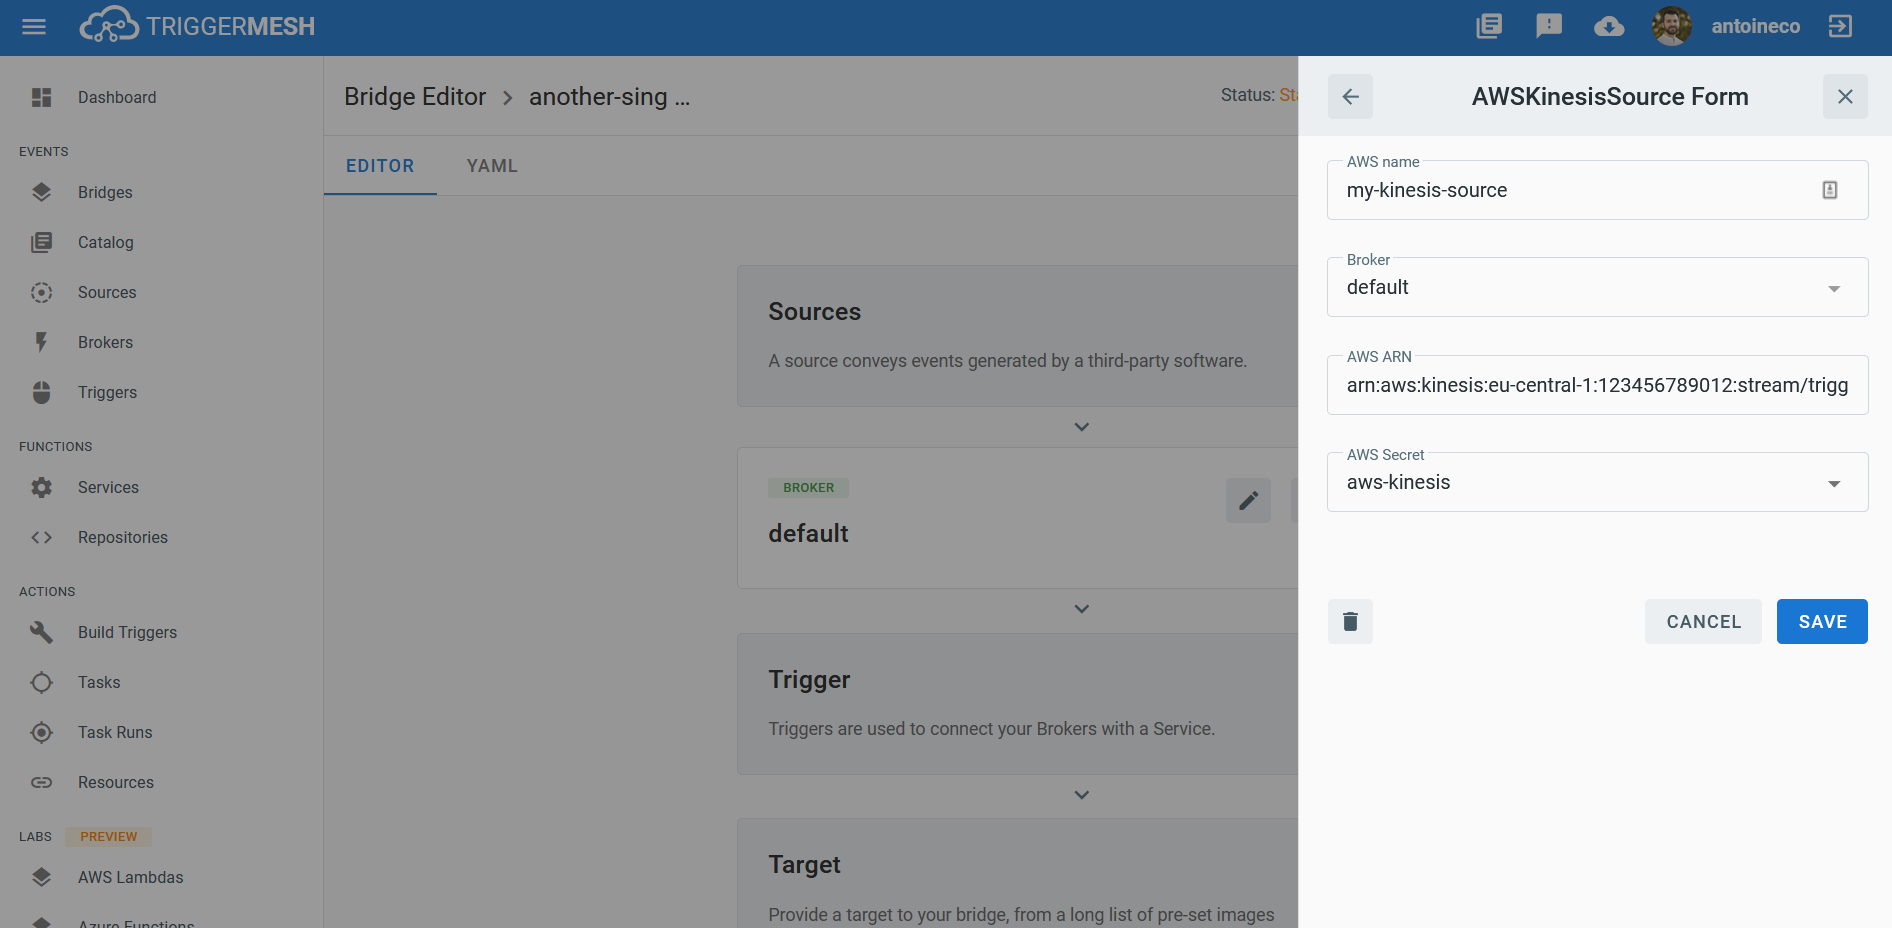 TRIGGERMESH
antoineco
Dashboard
EVENTS
Bridges
Catalog
Sources
Brokers
Triggers
FUNCTIONS
Services
Repositories
ACTIONS
Build Triggers
Tasks
Task Runs
Resources
LABS PREVIEW
AWS Lambdas
Azure Functions
Bridge Editor > another-sing ...
Status:
EDITOR YAML
Sources
A source conveys events generated by a third-party software.
BROKER
default
Trigger
Triggers are used to connect your Brokers with a Service.
Target
Provide a target to your bridge, from a long list of pre-set images
AWSKinesisSource Form
AWS name
my-kinesis-source
Broker
default
AWS ARN
arn:aws:kinesis:eu-central-1:123456789012:stream/trigg
AWS Secret
aws-kinesis
CANCEL SAVE